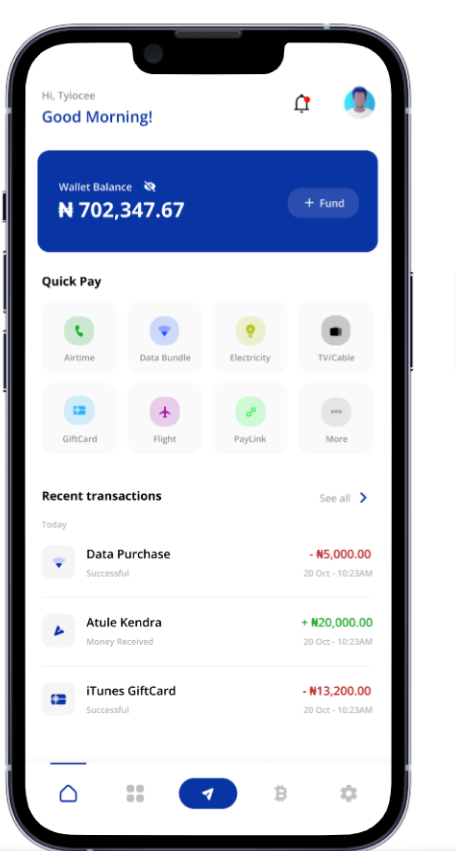 Hi, Tyiocee
Good Morning!
Wallet Balance
₦ 702,347.67
+ Fund
Quick Pay
Airtime
Data Bundle
Electricity
TV/Cable
GiftCard
Flight
PayLink
More
Recent transactions
See all
Today
Data Purchase
- ₦5,000.00
Successful
20 Oct - 10:23AM
Atule Kendra
+ ₦20,000.00
Money Received
20 Oct - 10:23AM
iTunes GiftCard
- ₦13,200.00
Successful
20 Oct - 10:23AM